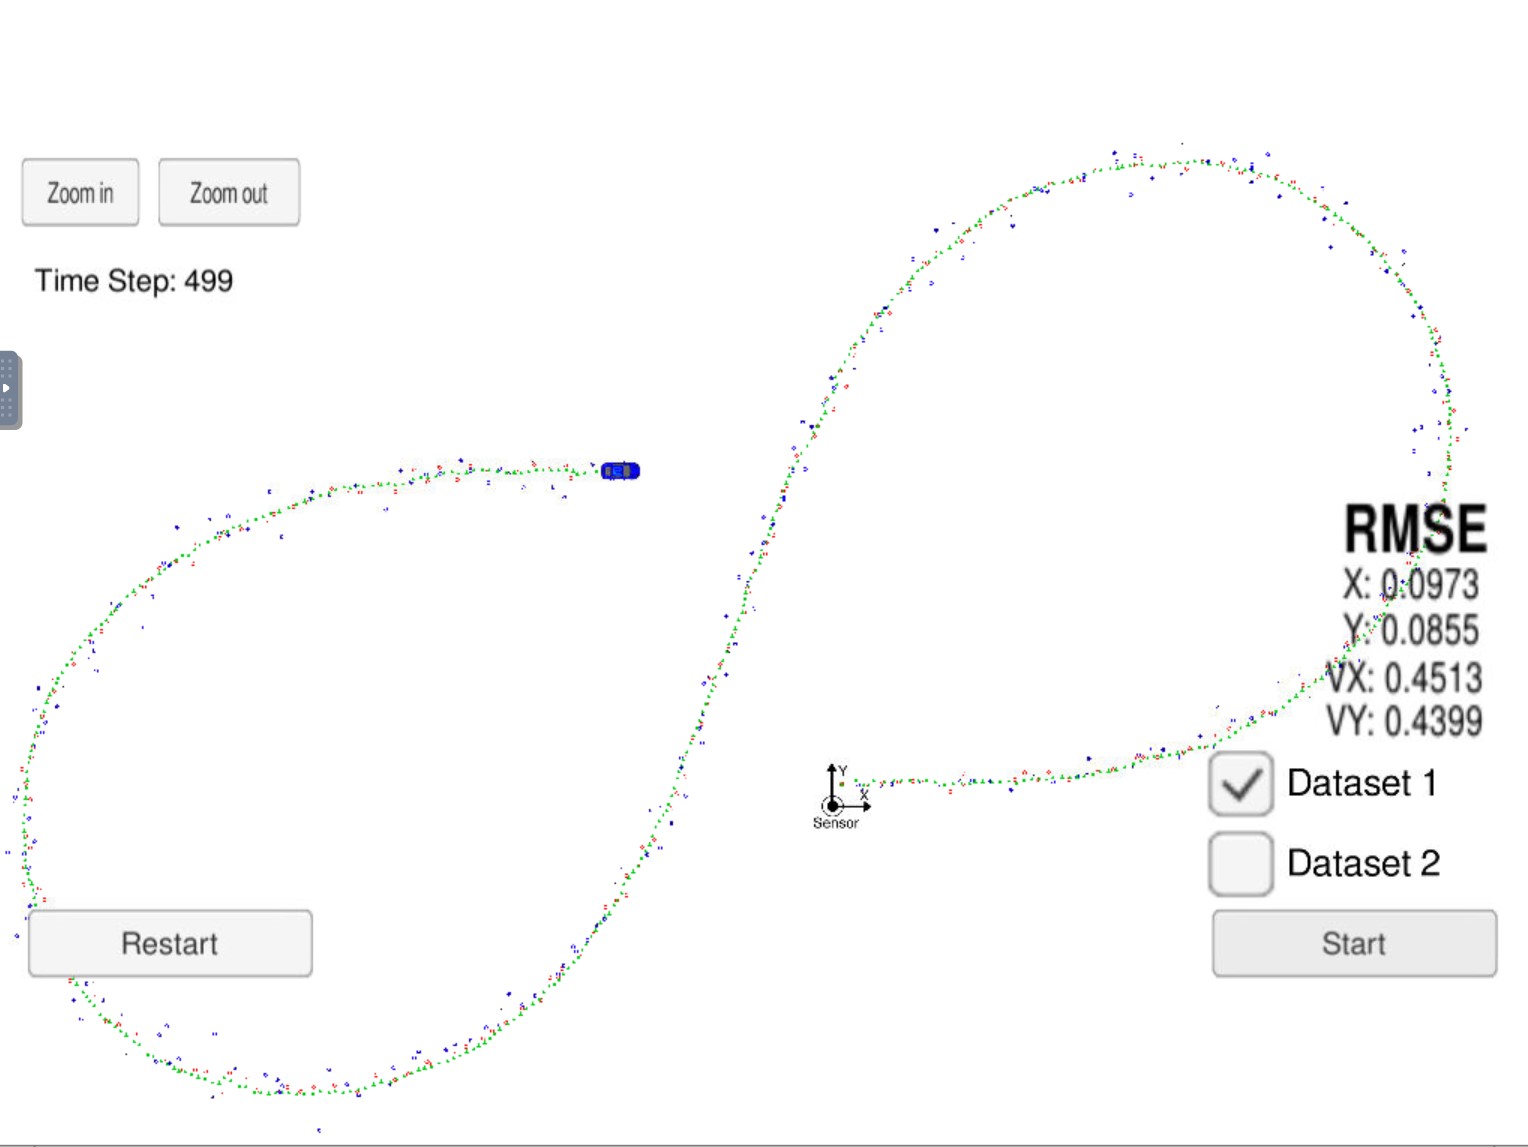 Zoom in
Zoom out
Time Step: 499
RMSE
X: 0.0973
Y: 0.0855
VX: 0.4513
VY: 0.4399
Y
X
Sensor
Dataset 1
Dataset 2
Restart
Start